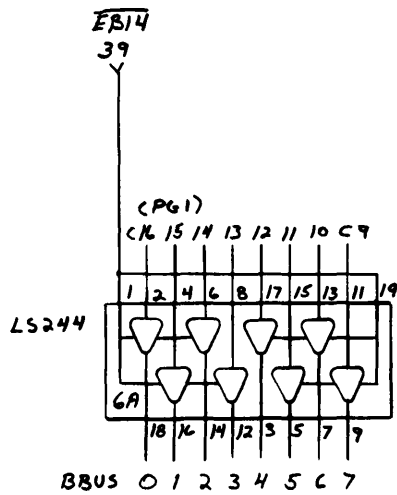 EB14
39
(PG1)
C16 15 14 13 12 11 10 C9
1 2 4 6 8 17 15 13 11 19
LS244
6A
18 16 14 12 3 5 7 9
BBUS 0 1 2 3 4 5 6 7